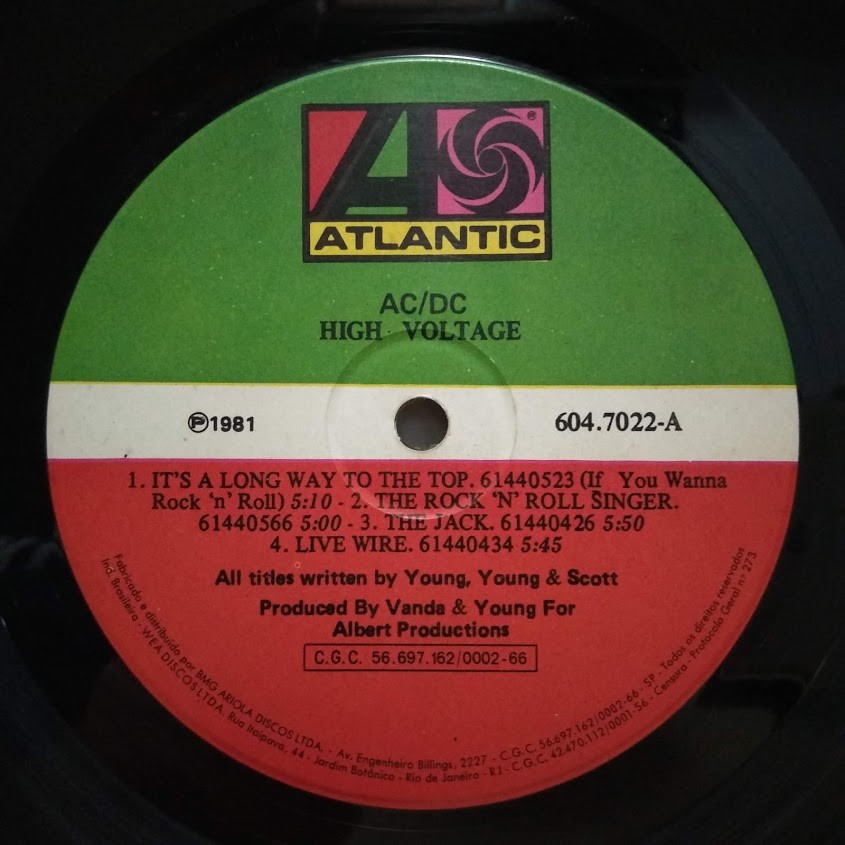 ®
ATLANTIC
AC/DC
HIGH VOLTAGE
Ⓟ1981
604.7022-A
1. IT'S A LONG WAY TO THE TOP. 61440523 (If You Wanna
Rock 'n' Roll) 5:10 - 2. THE ROCK 'N' ROLL SINGER.
61440566 5:00 - 3. THE JACK. 61440426 5:50
4. LIVE WIRE. 61440434 5:45
All titles written by Young, Young & Scott
Produced By Vanda & Young For
Albert Productions
C.G.C. 56.697.162/0002-66
Fabricado e distribuido por BMG ARIOLA DISCOS LTDA. - Av. Engenheiro Billings, 2227 - C.G.C. 56.697.162/0002-66 - SP - Todos os direitos reservados
Ind. Brasileira - WEA DISCOS LTDA. Rua Itaipava, 44 - Jardim Botânico - Rio de Janeiro - RJ - C.G.C. 42.470.112/0001-56 - Censura - Protocolo Geral nº 273